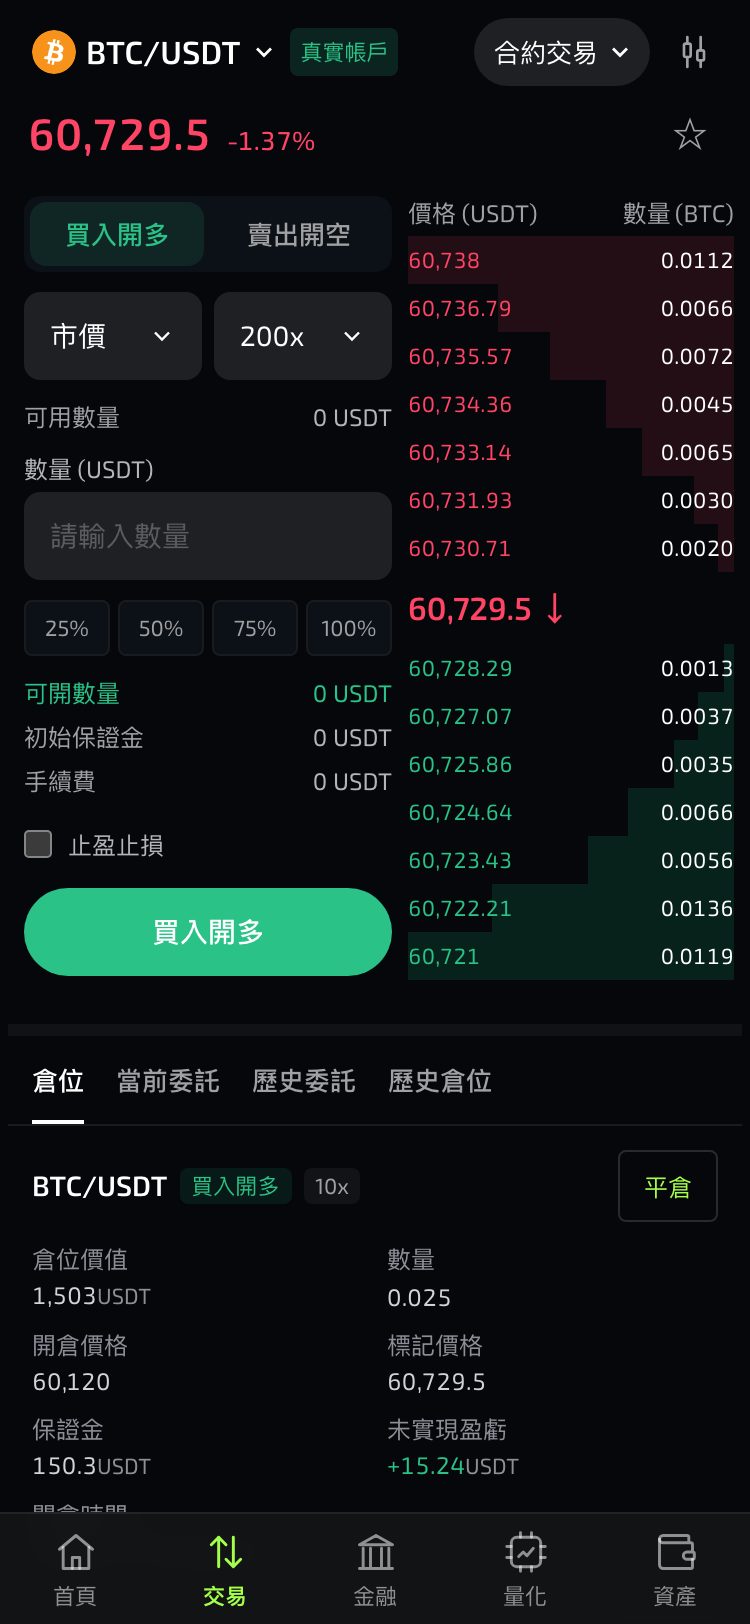 BTC/USDT 真實帳戶 合約交易
60,729.5 -1.37%
買入開多 賣出開空
市價 200x
可用數量 0 USDT
數量 (USDT)
請輸入數量
25% 50% 75% 100%
可開數量 0 USDT
初始保證金 0 USDT
手續費 0 USDT
止盈止損
買入開多
價格 (USDT) 數量 (BTC)
60,738 0.0112
60,736.79 0.0066
60,735.57 0.0072
60,734.36 0.0045
60,733.14 0.0065
60,731.93 0.0030
60,730.71 0.0020
60,729.5 ↓
60,728.29 0.0013
60,727.07 0.0037
60,725.86 0.0035
60,724.64 0.0066
60,723.43 0.0056
60,722.21 0.0136
60,721 0.0119
倉位 當前委託 歷史委託 歷史倉位
BTC/USDT 買入開多 10x 平倉
倉位價值 數量
1,503USDT 0.025
開倉價格 標記價格
60,120 60,729.5
保證金 未實現盈虧
150.3USDT +15.24USDT
開倉時間
首頁 交易 金融 量化 資產